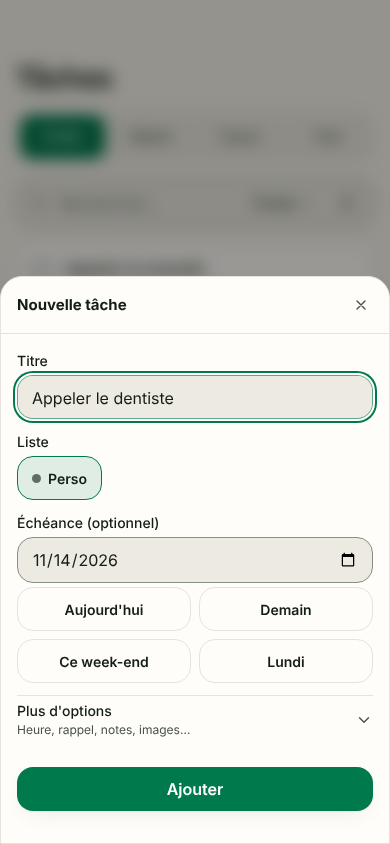 Tâches
Nouvelle tâche
Titre
Appeler le dentiste
Liste
Perso
Échéance (optionnel)
11/14/2026
Aujourd'hui
Demain
Ce week-end
Lundi
Plus d'options
Heure, rappel, notes, images...
Ajouter